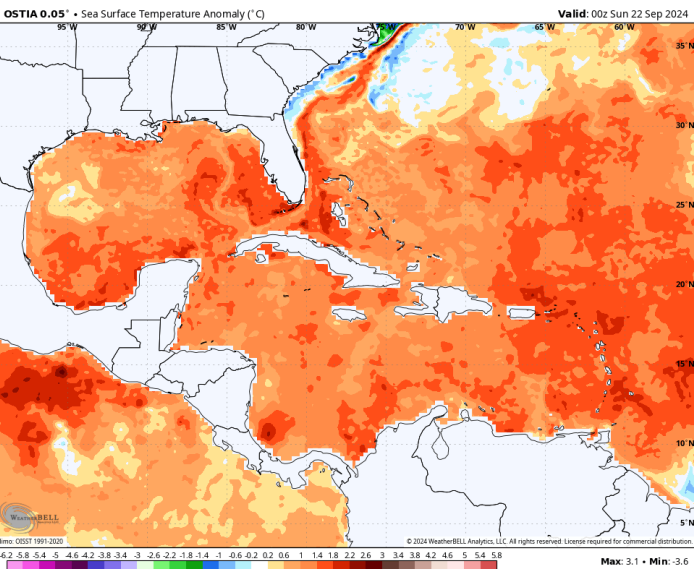 OSTIA 0.05° • Sea Surface Temperature Anomaly (°C)
Valid: 00z Sun 22 Sep 2024
95°W 90°W 85°W 80°W 75°W 70°W 65°W 60°W
35°N
30°N
25°N
20°N
15°N
10°N
5°N
WEATHERBELL
limo: OISST 1991-2020
© 2024 WeatherBELL Analytics, LLC. All rights reserved. License required for commercial distribution.
-6.2 -5.8 -5.4 -5 -4.6 -4.2 -3.8 -3.4 -3 -2.6 -2.2 -1.8 -1.4 -1 -0.6 -0.2 0.2 0.6 1 1.4 1.8 2.2 2.6 3 3.4 3.8 4.2 4.6 5 5.4 5.8
Max: 3.1 • Min: -3.6